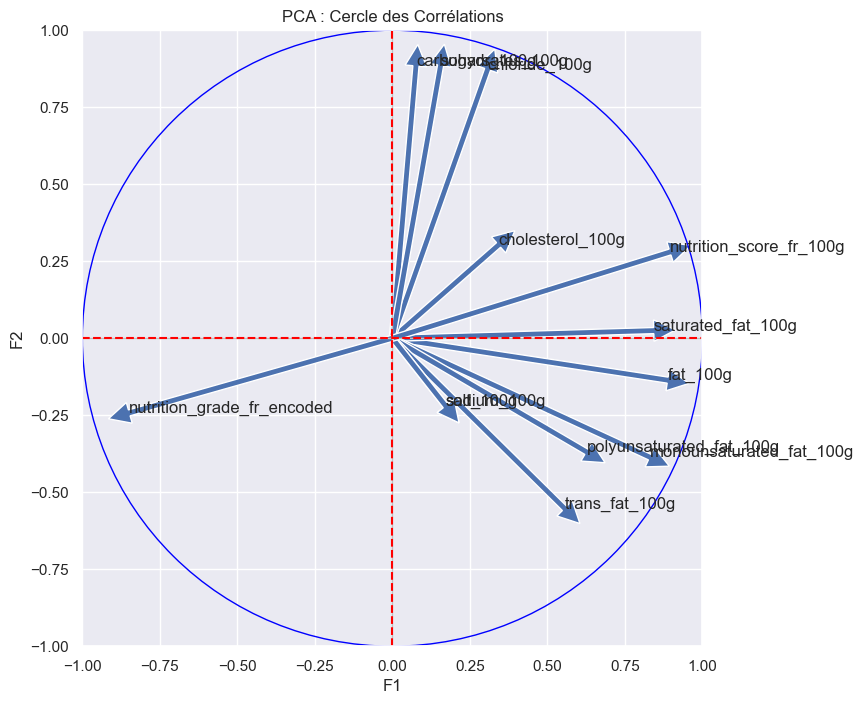 PCA : Cercle des Corrélations
1.00
0.75
0.50
0.25
0.00
−0.25
−0.50
−0.75
−1.00
F2
chloride_100g
cholesterol_100g
nutrition_score_fr_100g
saturated_fat_100g
fat_100g
nutrition_grade_fr_encoded
polyunsaturated_fat_100g
monounsaturated_fat_100g
trans_fat_100g
−1.00 −0.75 −0.50 −0.25 0.00 0.25 0.50 0.75 1.00
F1